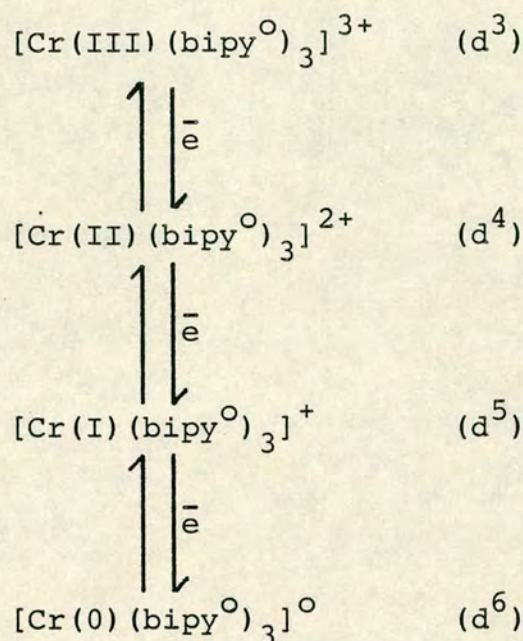 [Cr(III)(bipy°)₃]³⁺ (d³)
e̅
[Cr(II)(bipy°)₃]²⁺ (d⁴)
e̅
[Cr(I)(bipy°)₃]⁺ (d⁵)
e̅
[Cr(0)(bipy°)₃]° (d⁶)